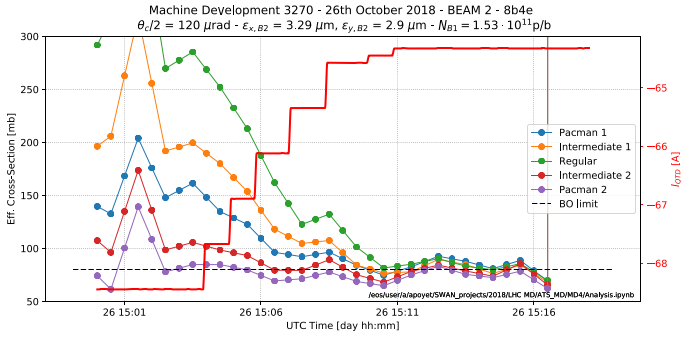 Machine Development 3270 - 26th October 2018 - BEAM 2 - 8b4e
θc/2 = 120 μrad - εx,B2 = 3.29 μm, εy,B2 = 2.9 μm - NB1 = 1.53 · 10¹¹p/b
300
250
200
150
100
50
Eff. Cross-Section [mb]
−65
−66
−67
−68
IOTD [A]
Pacman 1
Intermediate 1
Regular
Intermediate 2
Pacman 2
BO limit
/eos/user/a/apoyet/SWAN_projects/2018/LHC MD/ATS_MD/MD4/Analysis.ipynb
26 15:01
26 15:06
26 15:11
26 15:16
UTC Time [day hh:mm]